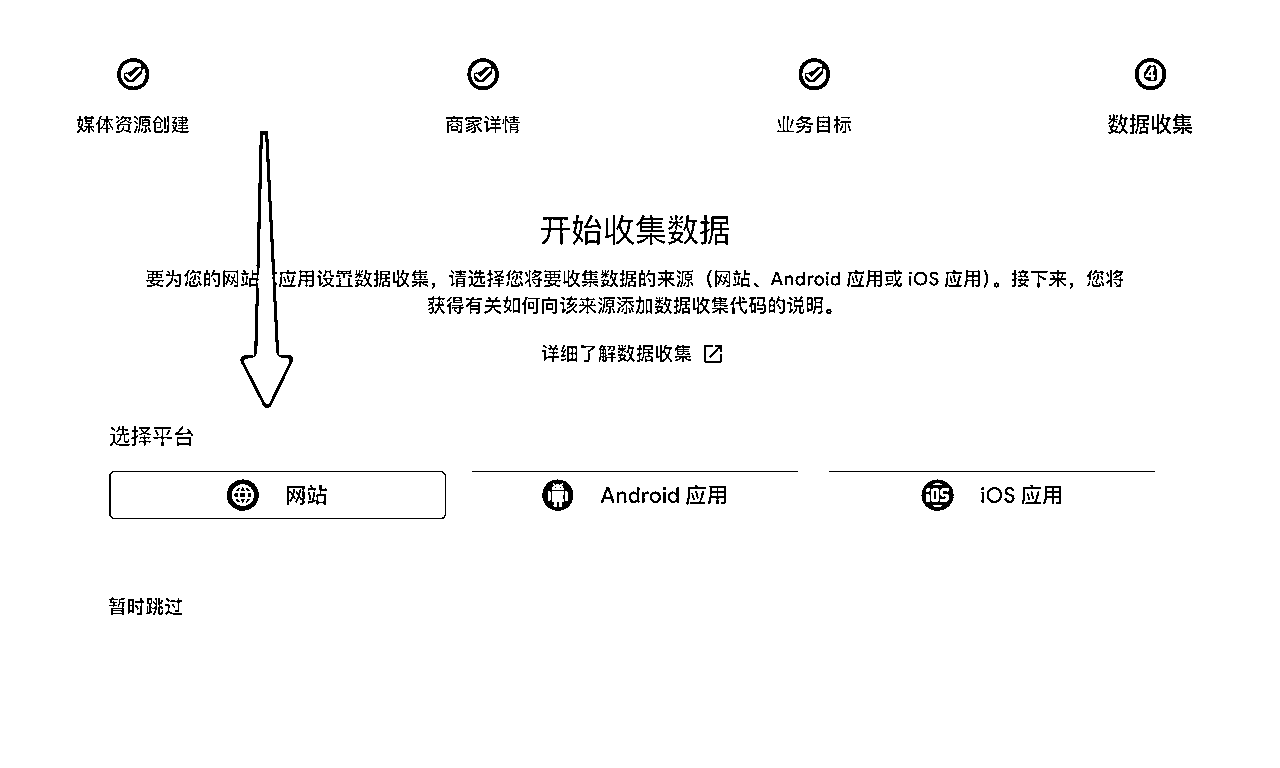 媒体资源创建
商家详情
业务目标
4
数据收集
开始收集数据
要为您的网站 应用设置数据收集，请选择您将要收集数据的来源（网站、Android 应用或 iOS 应用）。接下来，您将
获得有关如何向该来源添加数据收集代码的说明。
详细了解数据收集
选择平台
网站
Android 应用
iOS iOS 应用
暂时跳过